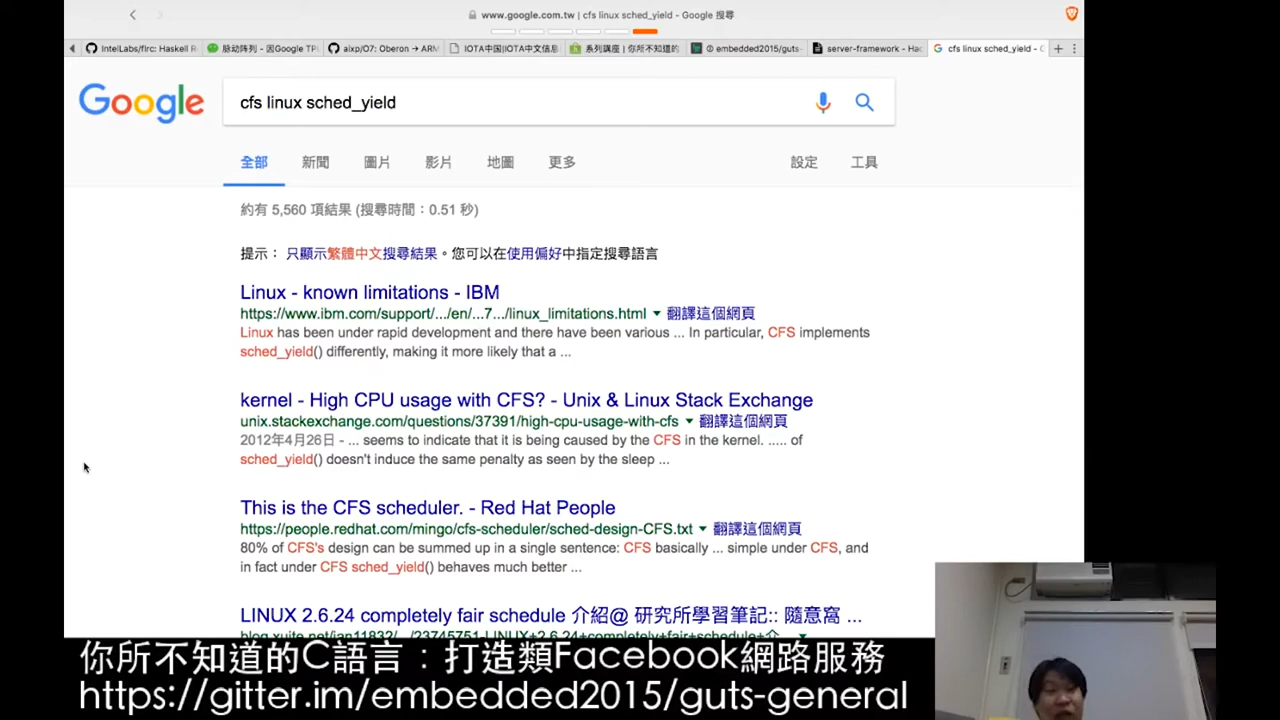 www.google.com.tw | cfs linux sched_yield - Google 搜尋
IntelLabs/flrc: Haskell R
脉动阵列 - 因Google TP
aixp/O7: Oberon → ARM
IOTA中国|IOTA中文信息
系列講座 | 你所不知道的
embedded2015/guts-
server-framework - Hac
cfs linux sched_yield - G
Google
cfs linux sched_yield
全部 新聞 圖片 影片 地圖 更多 設定 工具
約有 5,560 項結果 (搜尋時間：0.51 秒)
提示： 只顯示繁體中文搜尋結果。您可以在使用偏好中指定搜尋語言
Linux - known limitations - IBM
https://www.ibm.com/support/.../en/...7.../linux_limitations.html 翻譯這個網頁
Linux has been under rapid development and there have been various ... In particular, CFS implements
sched_yield() differently, making it more likely that a ...
kernel - High CPU usage with CFS? - Unix & Linux Stack Exchange
unix.stackexchange.com/questions/37391/high-cpu-usage-with-cfs 翻譯這個網頁
2012年4月26日 - ... seems to indicate that it is being caused by the CFS in the kernel. ..... of
sched_yield() doesn't induce the same penalty as seen by the sleep ...
This is the CFS scheduler. - Red Hat People
https://people.redhat.com/mingo/cfs-scheduler/sched-design-CFS.txt 翻譯這個網頁
80% of CFS's design can be summed up in a single sentence: CFS basically ... simple under CFS, and
in fact under CFS sched_yield() behaves much better ...
LINUX 2.6.24 completely fair schedule 介紹@ 研究所學習筆記:: 隨意窩 ...
blog.xuite.net/ian11832/.../23745751-LINUX+2.6.24+completely+fair+schedule+介...
你所不知道的C語言：打造類Facebook網路服務
https://gitter.im/embedded2015/guts-general